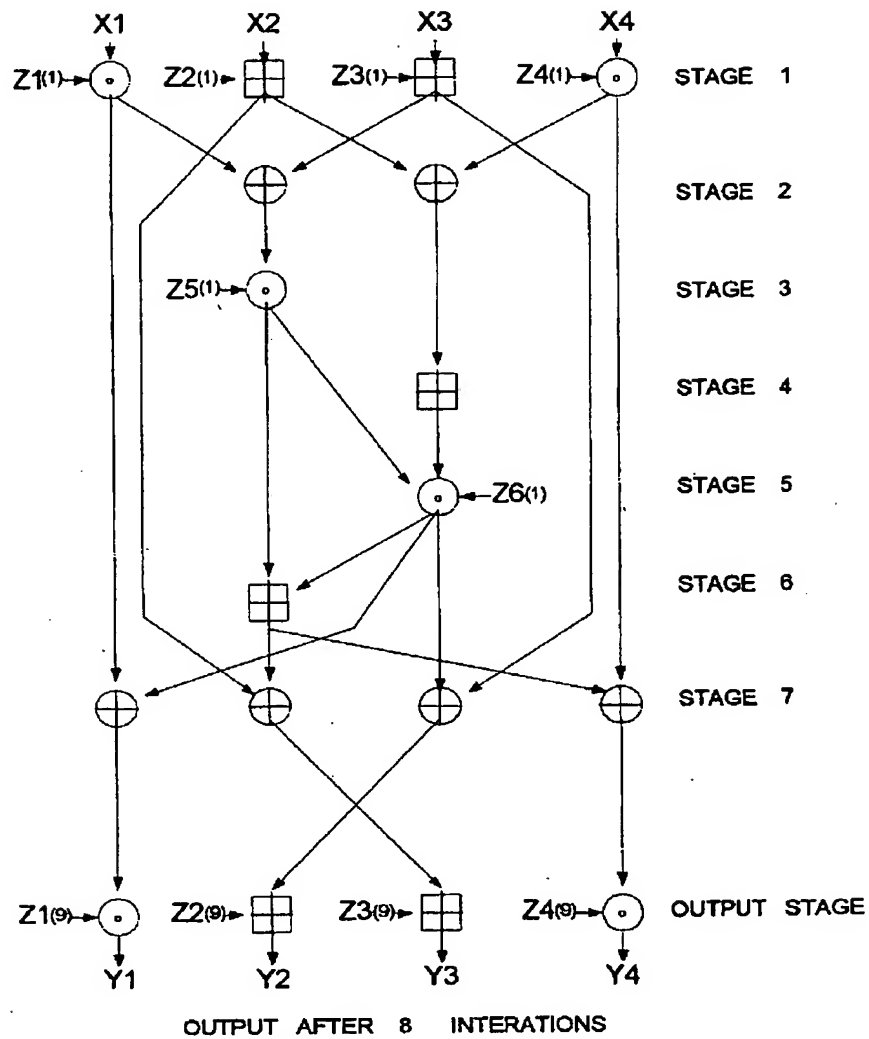 X1 X2 X3 X4
Z1(1) Z2(1) Z3(1) Z4(1) STAGE 1
STAGE 2
Z5(1) STAGE 3
STAGE 4
Z6(1) STAGE 5
STAGE 6
STAGE 7
Z1(9) Z2(9) Z3(9) Z4(9) OUTPUT STAGE
Y1 Y2 Y3 Y4
OUTPUT AFTER 8 INTERATIONS